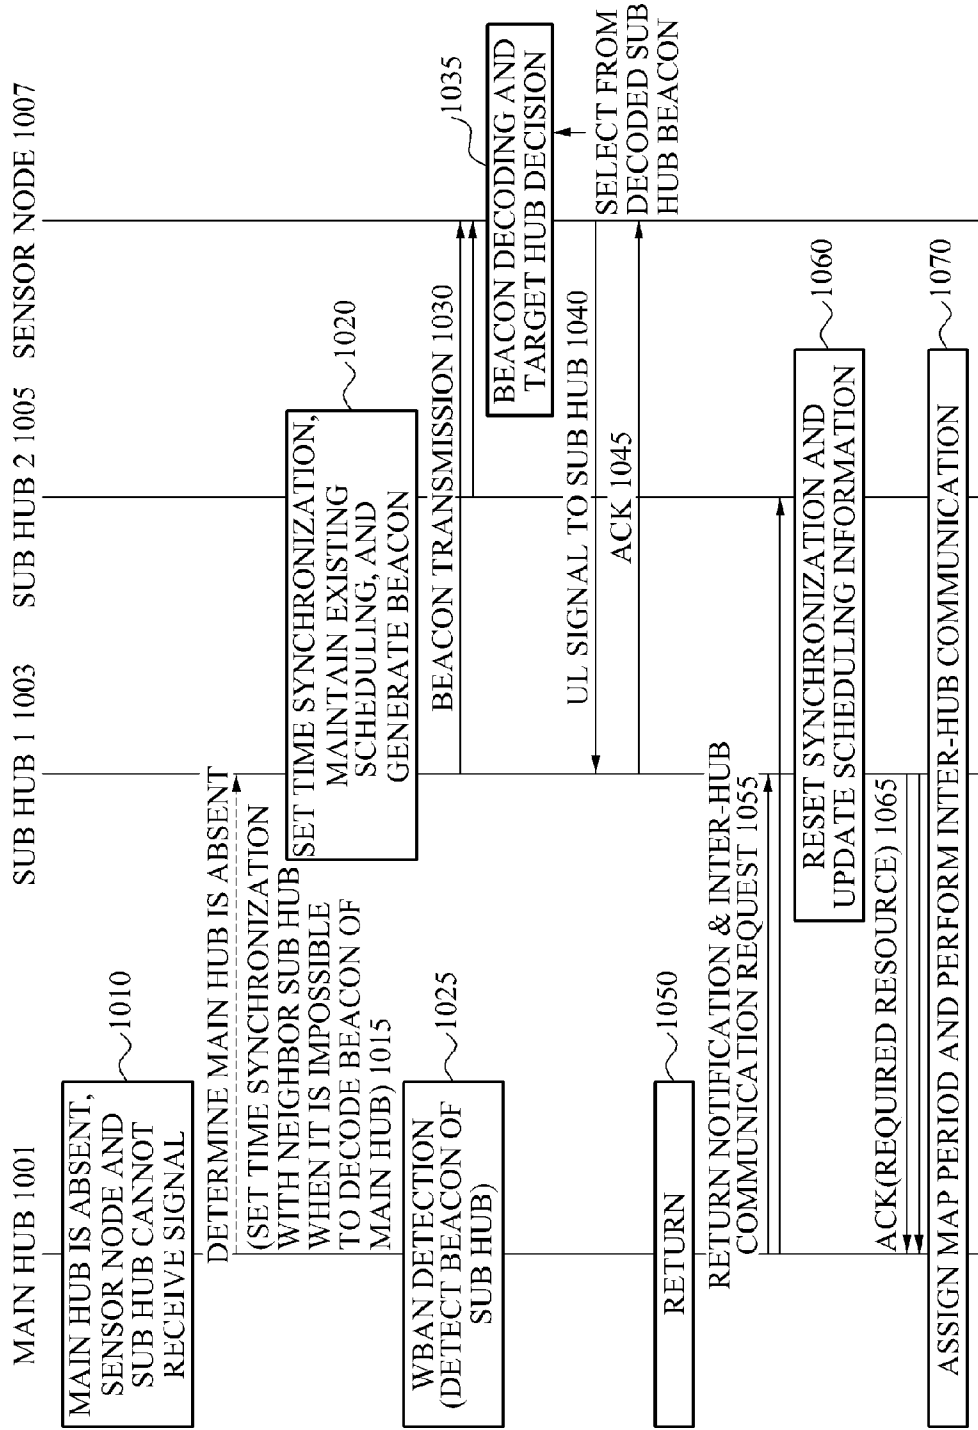 MAIN HUB 1001
SUB HUB 1 1003
SUB HUB 2 1005
SENSOR NODE 1007
MAIN HUB IS ABSENT,
SENSOR NODE AND
SUB HUB CANNOT
RECEIVE SIGNAL
1010
DETERMINE MAIN HUB IS ABSENT
(SET TIME SYNCHRONIZATION
WITH NEIGHBOR SUB HUB
WHEN IT IS IMPOSSIBLE
TO DECODE BEACON OF
MAIN HUB) 1015
SET TIME SYNCHRONIZATION,
MAINTAIN EXISTING
SCHEDULING, AND
GENERATE BEACON
1020
WBAN DETECTION
(DETECT BEACON OF
SUB HUB)
1025
BEACON TRANSMISSION 1030
BEACON DECODING AND
TARGET HUB DECISION
1035
SELECT FROM
DECODED SUB
HUB BEACON
UL SIGNAL TO SUB HUB 1040
ACK 1045
RETURN
1050
RETURN NOTIFICATION & INTER-HUB
COMMUNICATION REQUEST 1055
RESET SYNCHRONIZATION AND
UPDATE SCHEDULING INFORMATION
1060
ACK(REQUIRED RESOURCE) 1065
ASSIGN MAP PERIOD AND PERFORM INTER-HUB COMMUNICATION
1070